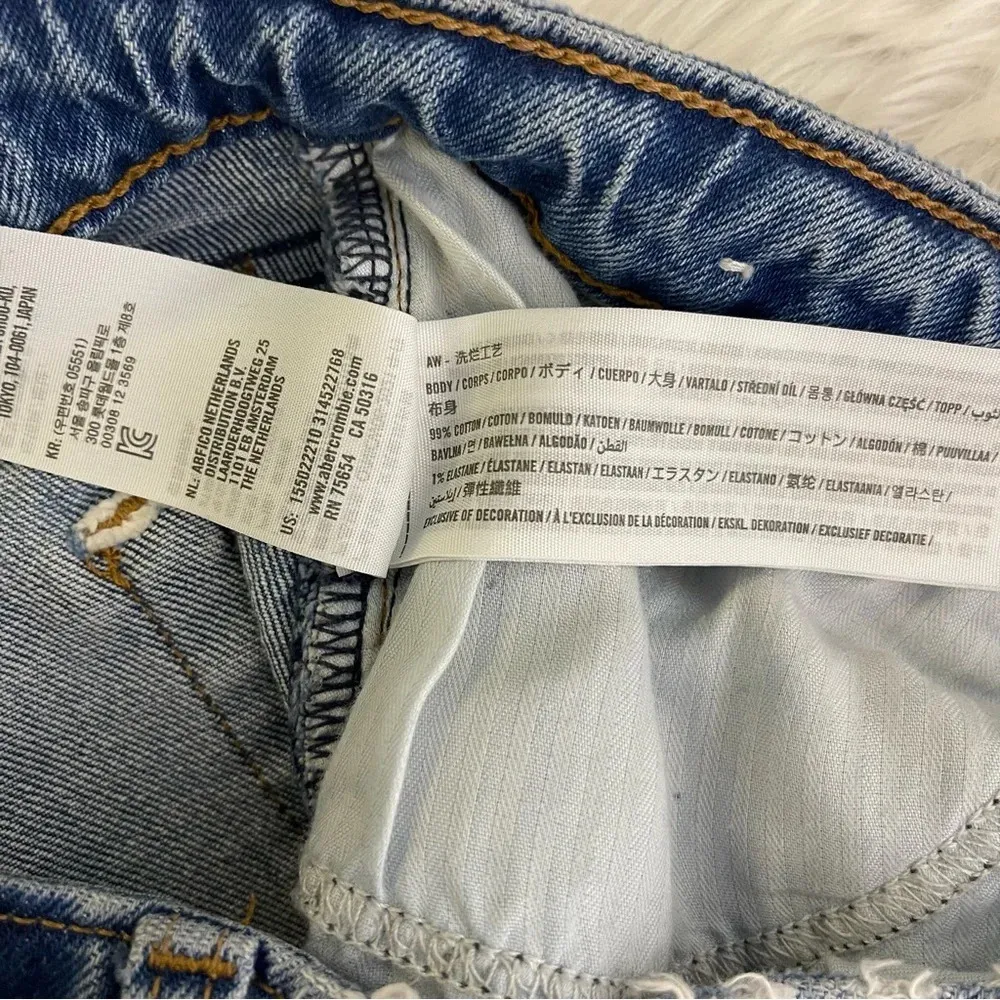 TOKYO, 104-0061, JAPAN
KR: (우편번호 05551)
서울 송파구 올림픽로
300 롯데월드몰 1층 제8호
00308 12 3569
NL: ABFICO NETHERLANDS
DISTRIBUTION B.V.
LAARDERHOOGTWEG 25
1101 EB AMSTERDAM
THE NETHERLANDS
US: 155022210 314522768
www.abercrombie.com
RN 75654 CA 50316
AW - 洗烂工艺
BODY / CORPS / CORPO / ボディ / CUERPO / 大身 / VARTALO / STŘEDNÍ DÍL / 몸통 / GŁÓWNA CZĘŚĆ / TOPP /
布身
99% COTTON / COTON / BOMULD / KATOEN / BAUMWOLLE / BOMULL / COTONE / コットン / ALGODÓN / 棉 / PUUVILLAA /
BAVLNA / 면 / BAWEŁNA / ALGODÃO / القطن
1% ELASTANE / ÉLASTANE / ELASTAN / ELASTAAN / エラスタン / ELASTANO / 氨纶 / ELASTAANIA / 엘라스탄 /
إيلاستين / 彈性纖維
EXCLUSIVE OF DECORATION / À L'EXCLUSION DE LA DÉCORATION / EKSKL. DEKORATION / EXCLUSIEF DECORATIE /